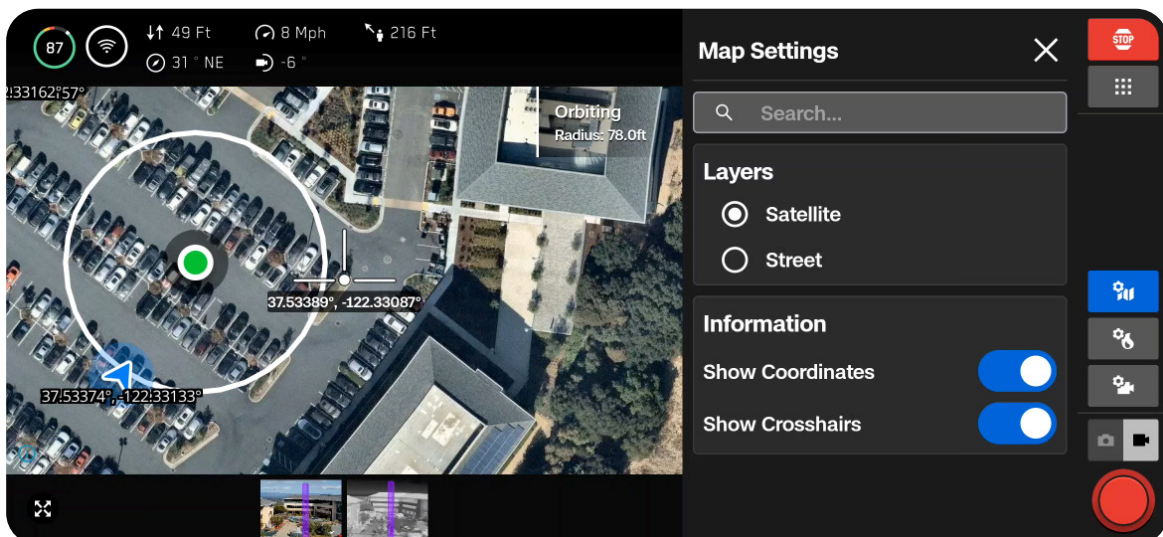 87
49 Ft
8 Mph
216 Ft
31 ° NE
-6 °
Map Settings
STOP
Search...
Orbiting
Radius: 78.0ft
Layers
Satellite
Street
37.53389°, -122.33087°
Information
Show Coordinates
37.53374°, -122.33133°
Show Crosshairs